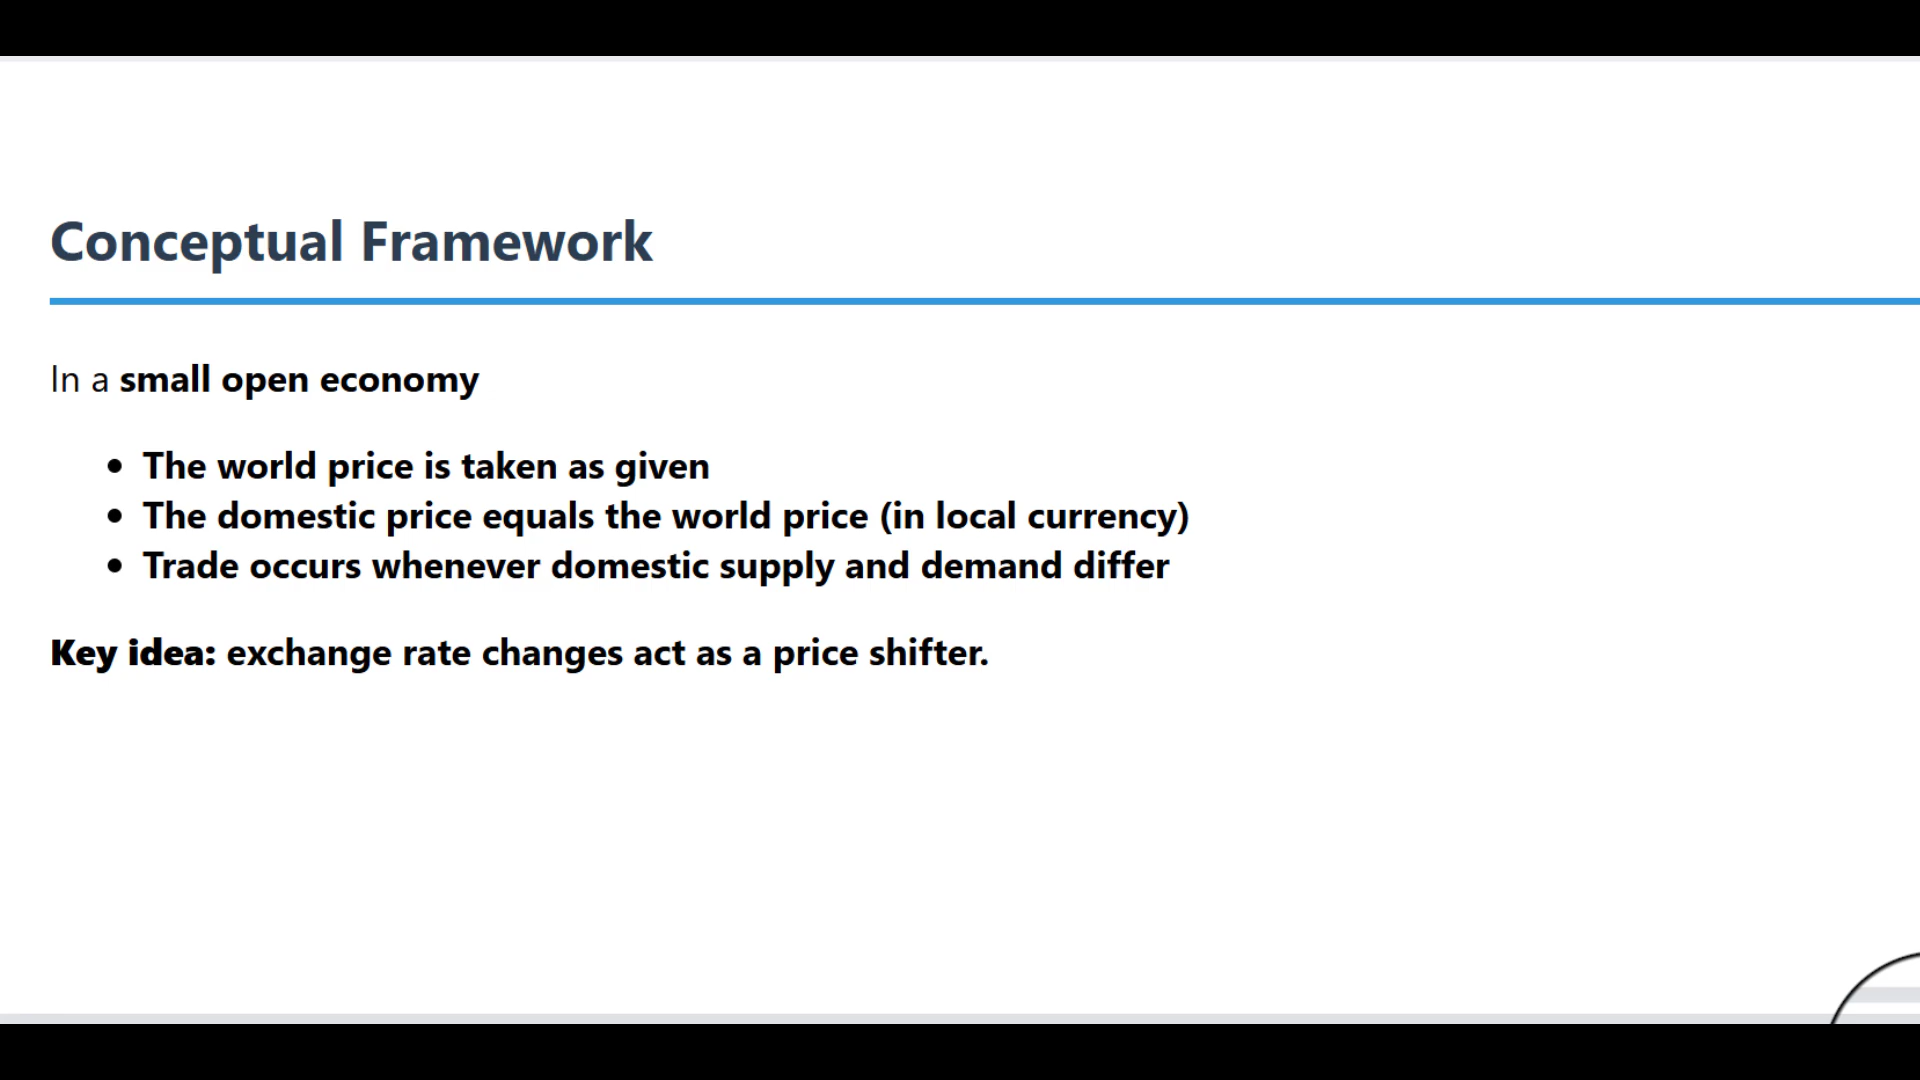 Conceptual Framework
In a small open economy
• The world price is taken as given
• The domestic price equals the world price (in local currency)
• Trade occurs whenever domestic supply and demand differ
Key idea: exchange rate changes act as a price shifter.